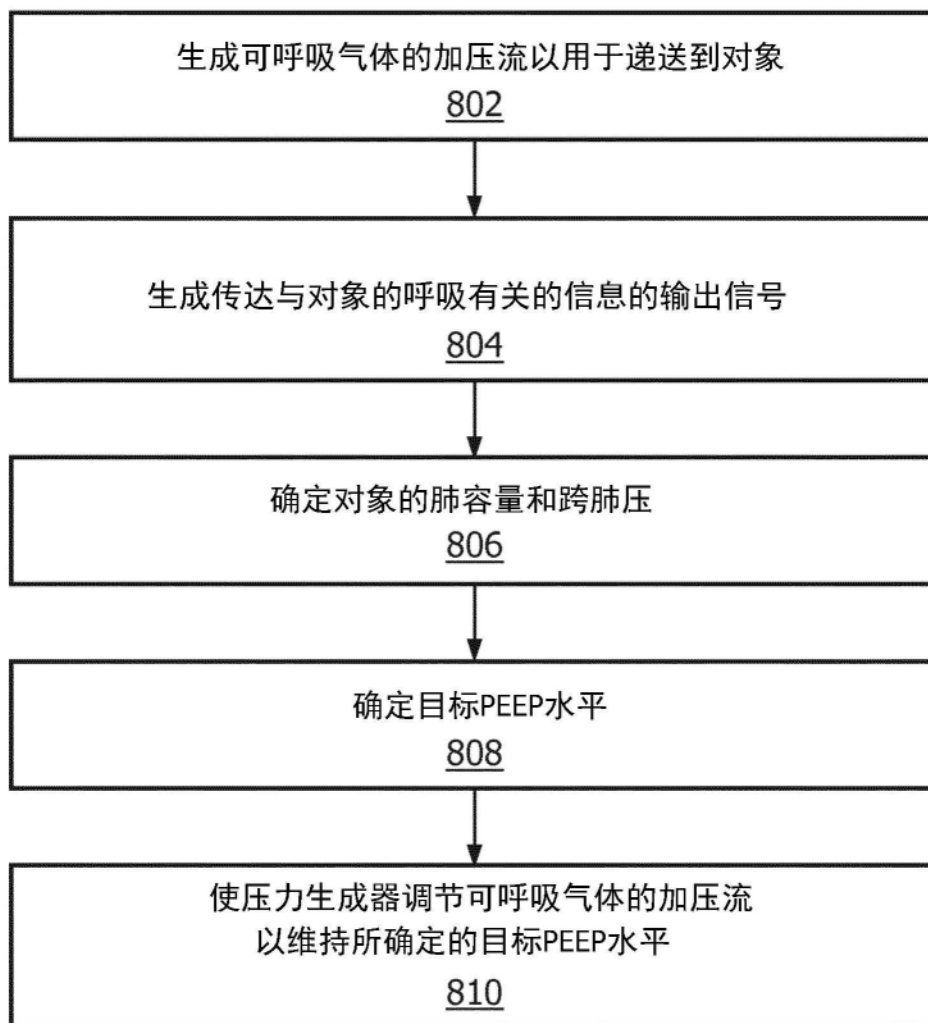 生成可呼吸气体的加压流以用于递送到对象
802
生成传达与对象的呼吸有关的信息的输出信号
804
确定对象的肺容量和跨肺压
806
确定目标PEEP水平
808
使压力生成器调节可呼吸气体的加压流
以维持所确定的目标PEEP水平
810